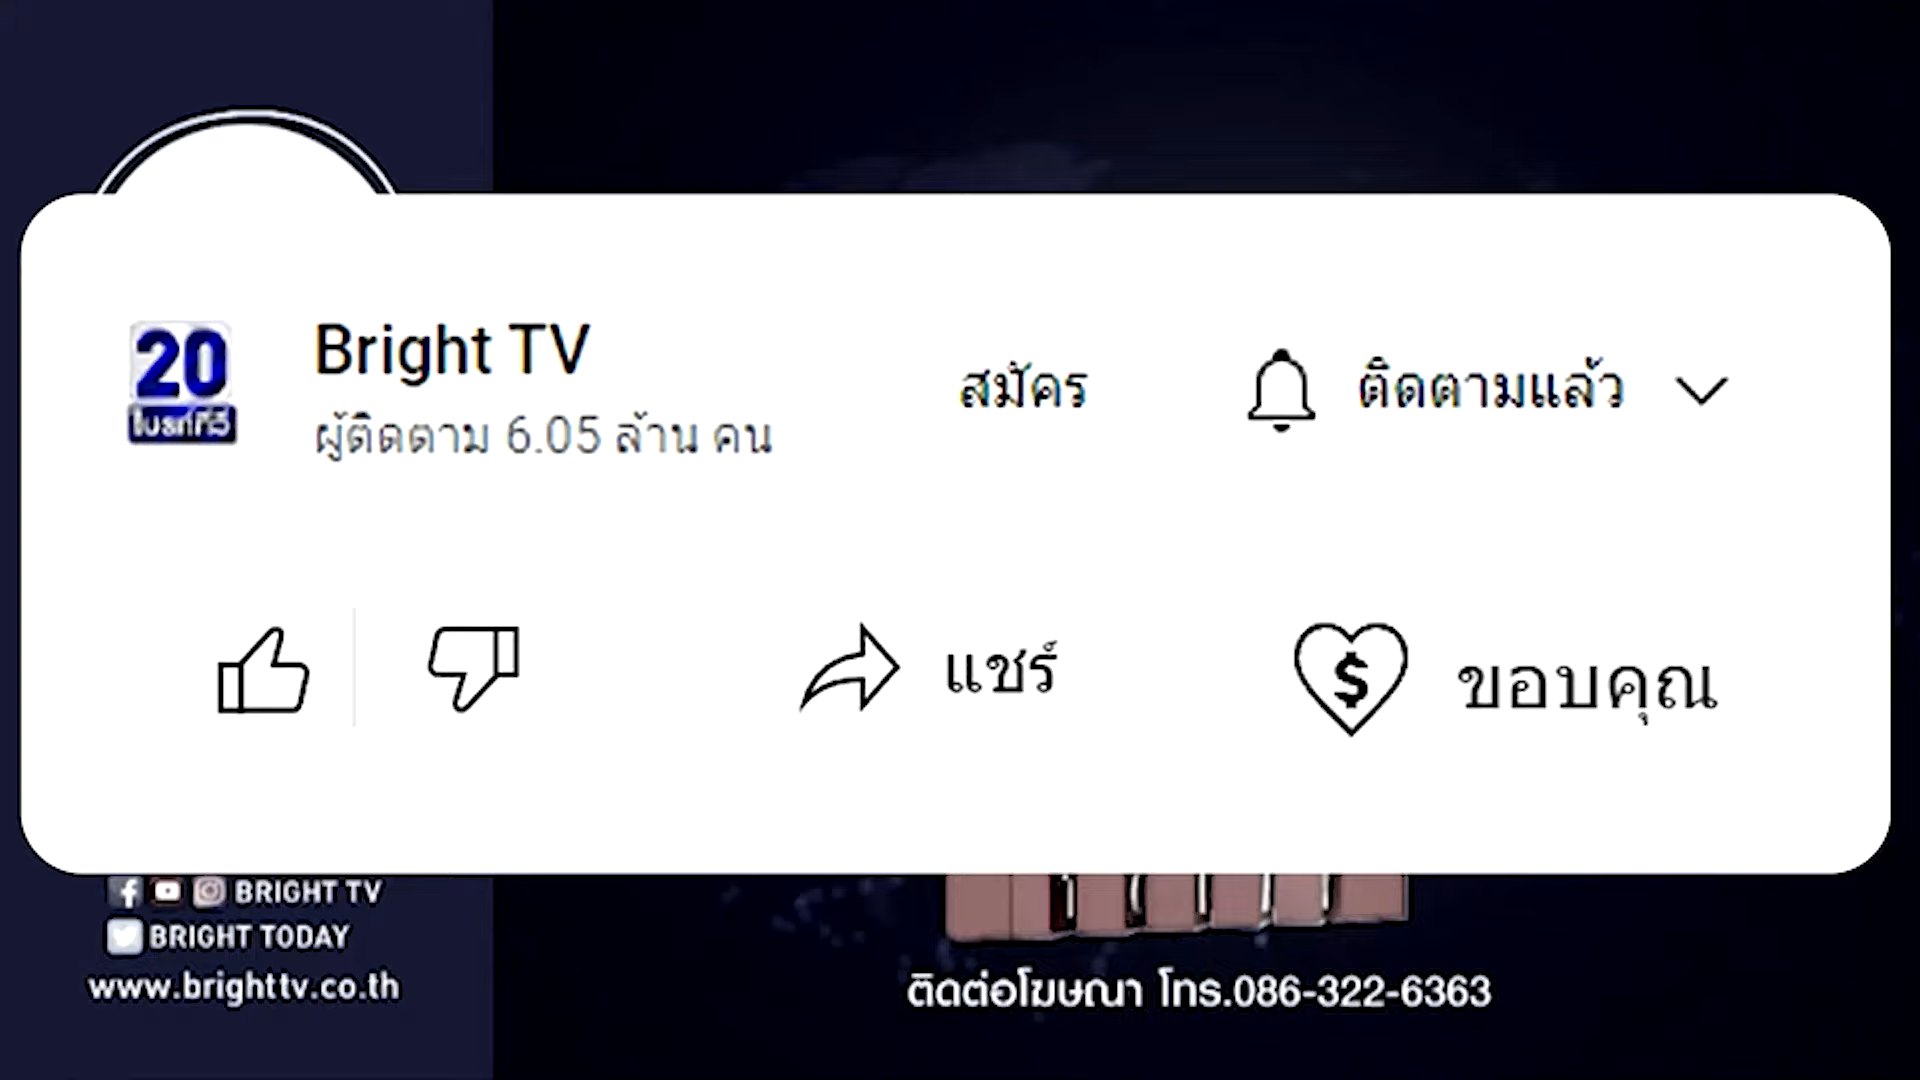 20
ไบรท์ทีวี
Bright TV
ผู้ติดตาม 6.05 ล้าน คน
สมัคร
ติดตามแล้ว
แชร์
ขอบคุณ
BRIGHT TV
BRIGHT TODAY
www.brighttv.co.th
ติดต่อโฆษณา โทร.086-322-6363